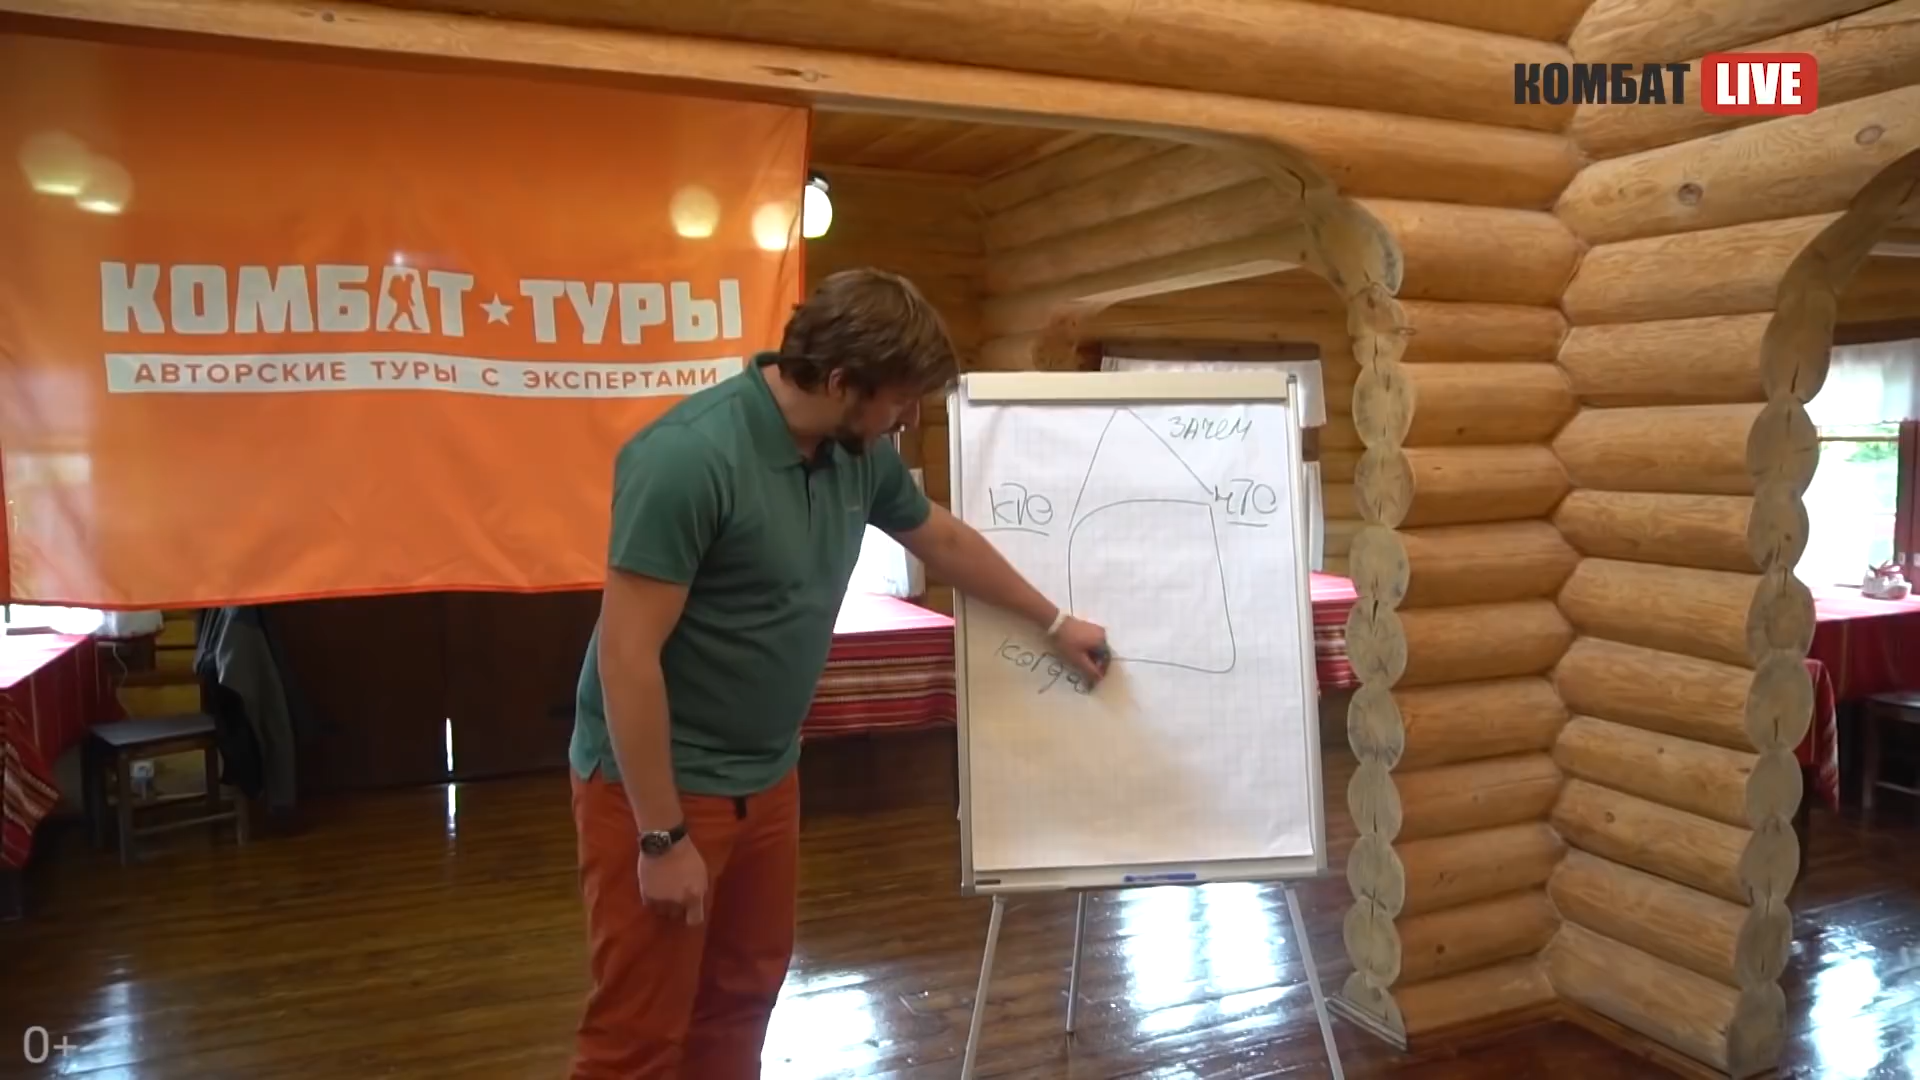 КОМБАТ LIVE
КОМБАТ ТУРЫ
АВТОРСКИЕ ТУРЫ С ЭКСПЕРТАМИ
зачем
кто
что
когда
0+